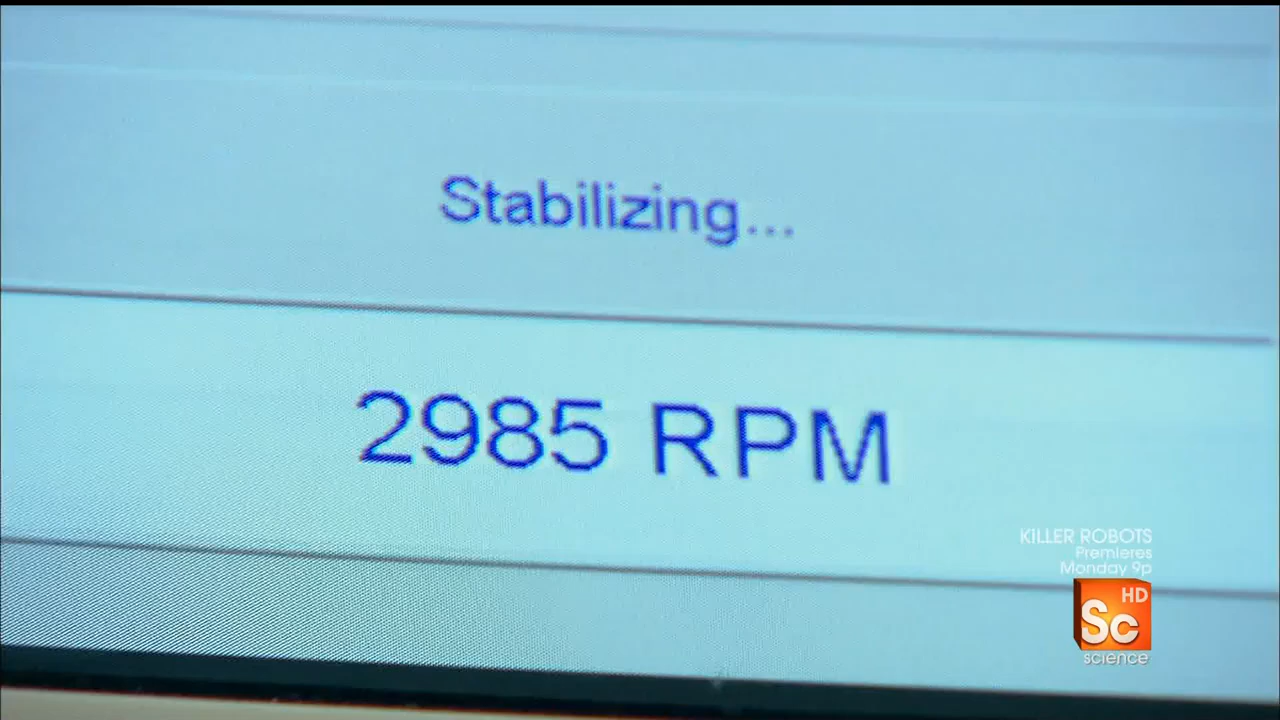 Stabilizing...
2985 RPM
KILLER ROBOTS
Premieres
Monday 9p
HD
Sc
science